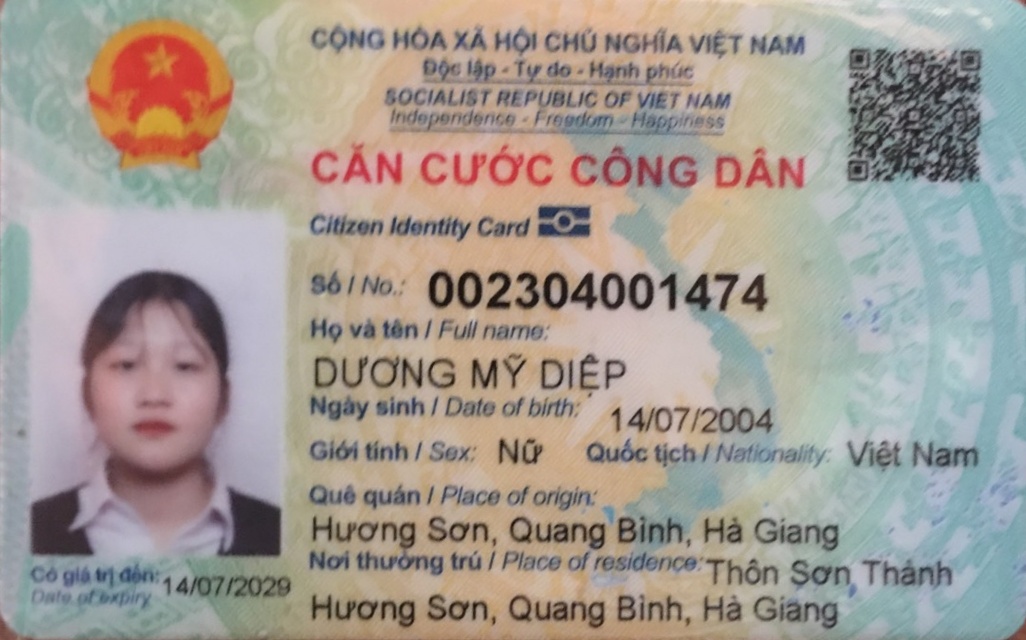 CỘNG HÒA XÃ HỘI CHỦ NGHĨA VIỆT NAM
Độc lập - Tự do - Hạnh phúc
SOCIALIST REPUBLIC OF VIET NAM
Independence - Freedom - Happiness
CĂN CƯỚC CÔNG DÂN
Citizen Identity Card
Số / No.: 002304001474
Họ và tên / Full name:
DƯƠNG MỸ DIỆP
Ngày sinh / Date of birth: 14/07/2004
Giới tính / Sex: Nữ Quốc tịch / Nationality: Việt Nam
Quê quán / Place of origin:
Hương Sơn, Quang Bình, Hà Giang
Nơi thường trú / Place of residence: Thôn Sơn Thành
Hương Sơn, Quang Bình, Hà Giang
Có giá trị đến: 14/07/2029
Date of expiry